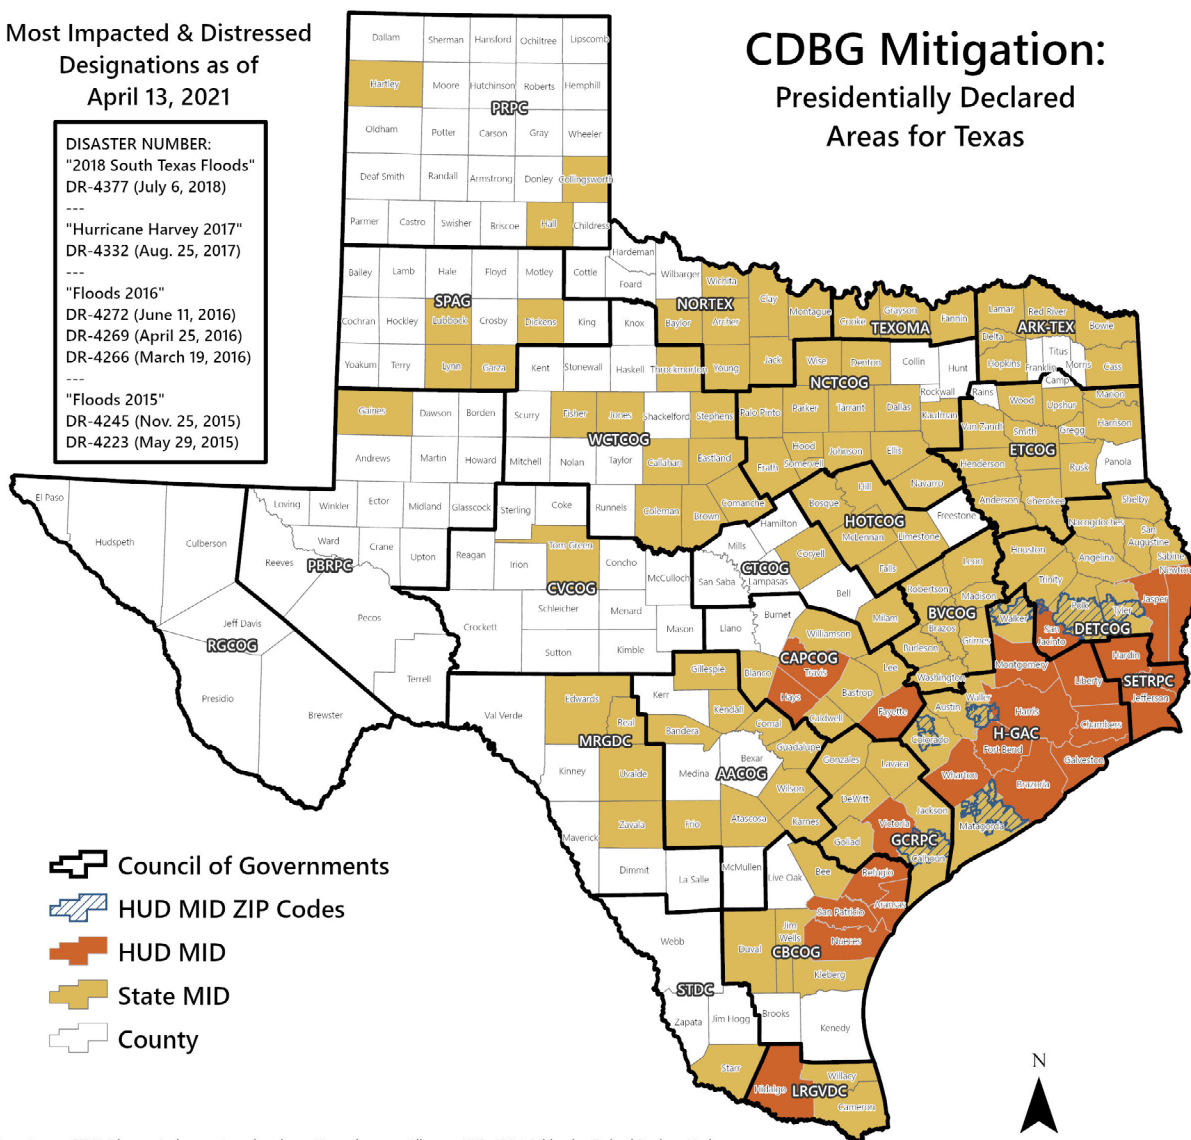 Most Impacted & Distressed
Designations as of
April 13, 2021
DISASTER NUMBER:
"2018 South Texas Floods"
DR-4377 (July 6, 2018)
---
"Hurricane Harvey 2017"
DR-4332 (Aug. 25, 2017)
---
"Floods 2016"
DR-4272 (June 11, 2016)
DR-4269 (April 25, 2016)
DR-4266 (March 19, 2016)
---
"Floods 2015"
DR-4245 (Nov. 25, 2015)
DR-4223 (May 29, 2015)
CDBG Mitigation:
Presidentially Declared
Areas for Texas
Dallam Sherman Hansford Ochiltree Lipscomb
Hartley Moore Hutchinson Roberts Hemphill
PRPC
Oldham Potter Carson Gray Wheeler
Deaf Smith Randall Armstrong Donley Collingsworth
Parmer Castro Swisher Briscoe Hall Childress
Bailey Lamb Hale Floyd Motley Cottle Hardeman Foard Wilbarger Wichita Clay Montague
SPAG NORTEX TEXOMA ARK-TEX
Cochran Hockley Lubbock Crosby Dickens King Knox Baylor Archer Cooke Grayson Fannin Lamar Red River Bowie Delta
Yoakum Terry Lynn Garza Kent Stonewall Haskell Throckmorton Young Jack Wise Denton Collin Hunt Hopkins Franklin Titus Morris Cass Camp
NCTCOG
Rockwall Rains Wood Upshur Marion
Gaines Dawson Borden Scurry Fisher Jones Shackelford Stephens Palo Pinto Parker Tarrant Dallas Kaufman Van Zandt Smith Gregg Harrison
WCTCOG ETCOG
Andrews Martin Howard Mitchell Nolan Taylor Callahan Eastland Erath Hood Somervell Johnson Ellis Henderson Rusk Panola
Navarro Anderson Cherokee Shelby
El Paso Hudspeth Culberson
Loving Winkler Ector Midland Glasscock Sterling Coke Runnels Coleman Brown Comanche Hamilton Bosque Hill Freestone Nacogdoches San Augustine
HOTCOG
McLennan Limestone Falls
Ward Crane Upton Reagan Irion Tom Green Concho McCulloch San Saba Mills Lampasas Coryell Bell
Reeves PBRPC CVCOG CTCOG
Leon Houston Angelina Sabine Newton Trinity Jasper
Robertson Madison Walker Polk Tyler San Jacinto
BVCOG DETCOG
Brazos Grimes Burleson Washington Milam
Jeff Davis Pecos Crockett Schleicher Menard Mason Sutton Kimble Llano Burnet Williamson
RGCOG CAPCOG
Travis Lee Blanco Hays Bastrop Caldwell Fayette
Presidio Brewster Terrell
Montgomery Hardin Liberty Jefferson
SETRPC
Waller Austin Harris Chambers Colorado Fort Bend Galveston Wharton Brazoria Matagorda
H-GAC
Val Verde Edwards Real Gillespie Kerr Kendall Bandera Comal Guadalupe
MRGDC AACOG
Kinney Uvalde Medina Bexar Wilson Gonzales Lavaca
Maverick Zavala Frio Atascosa Karnes DeWitt Jackson Victoria Goliad Calhoun
GCRPC
Dimmit La Salle McMullen Live Oak Bee Refugio Aransas
Webb Duval Jim Wells San Patricio Nueces Kleberg
CBCOG
STDC
Zapata Jim Hogg Brooks Kenedy
Starr Hidalgo Willacy Cameron
LRGVDC
Council of Governments
HUD MID ZIP Codes
HUD MID
State MID
County
N